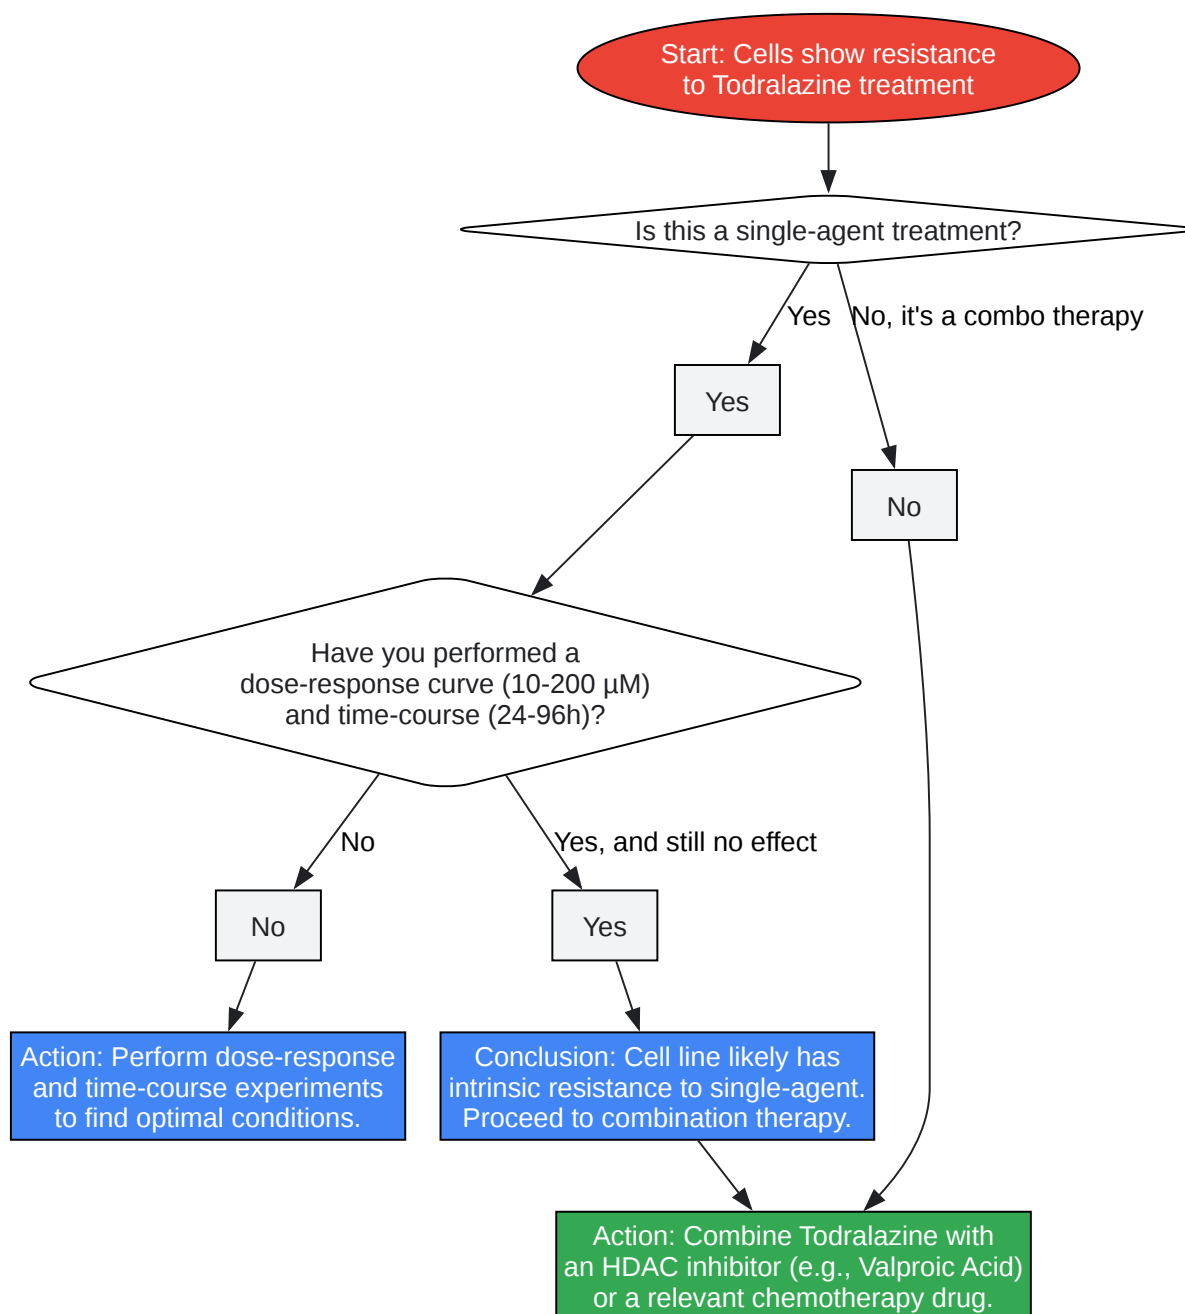 Start: Cells show resistance
to Todralazine treatment
Is this a single-agent treatment?
Yes
No, it's a combo therapy
Yes
No
Have you performed a
dose-response curve (10-200 µM)
and time-course (24-96h)?
No
Yes, and still no effect
No
Yes
Action: Perform dose-response
and time-course experiments
to find optimal conditions.
Conclusion: Cell line likely has
intrinsic resistance to single-agent.
Proceed to combination therapy.
Action: Combine Todralazine with
an HDAC inhibitor (e.g., Valproic Acid)
or a relevant chemotherapy drug.